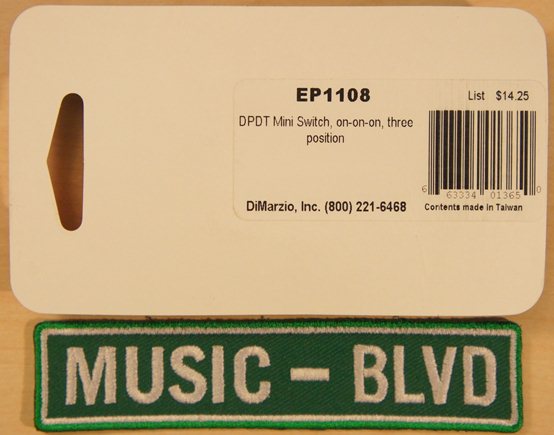 EP1108
List $14.25
DPDT Mini Switch, on-on-on, three
position
6 63334 01365 0
DiMarzio, Inc. (800) 221-6468
Contents made in Taiwan
MUSIC - BLVD